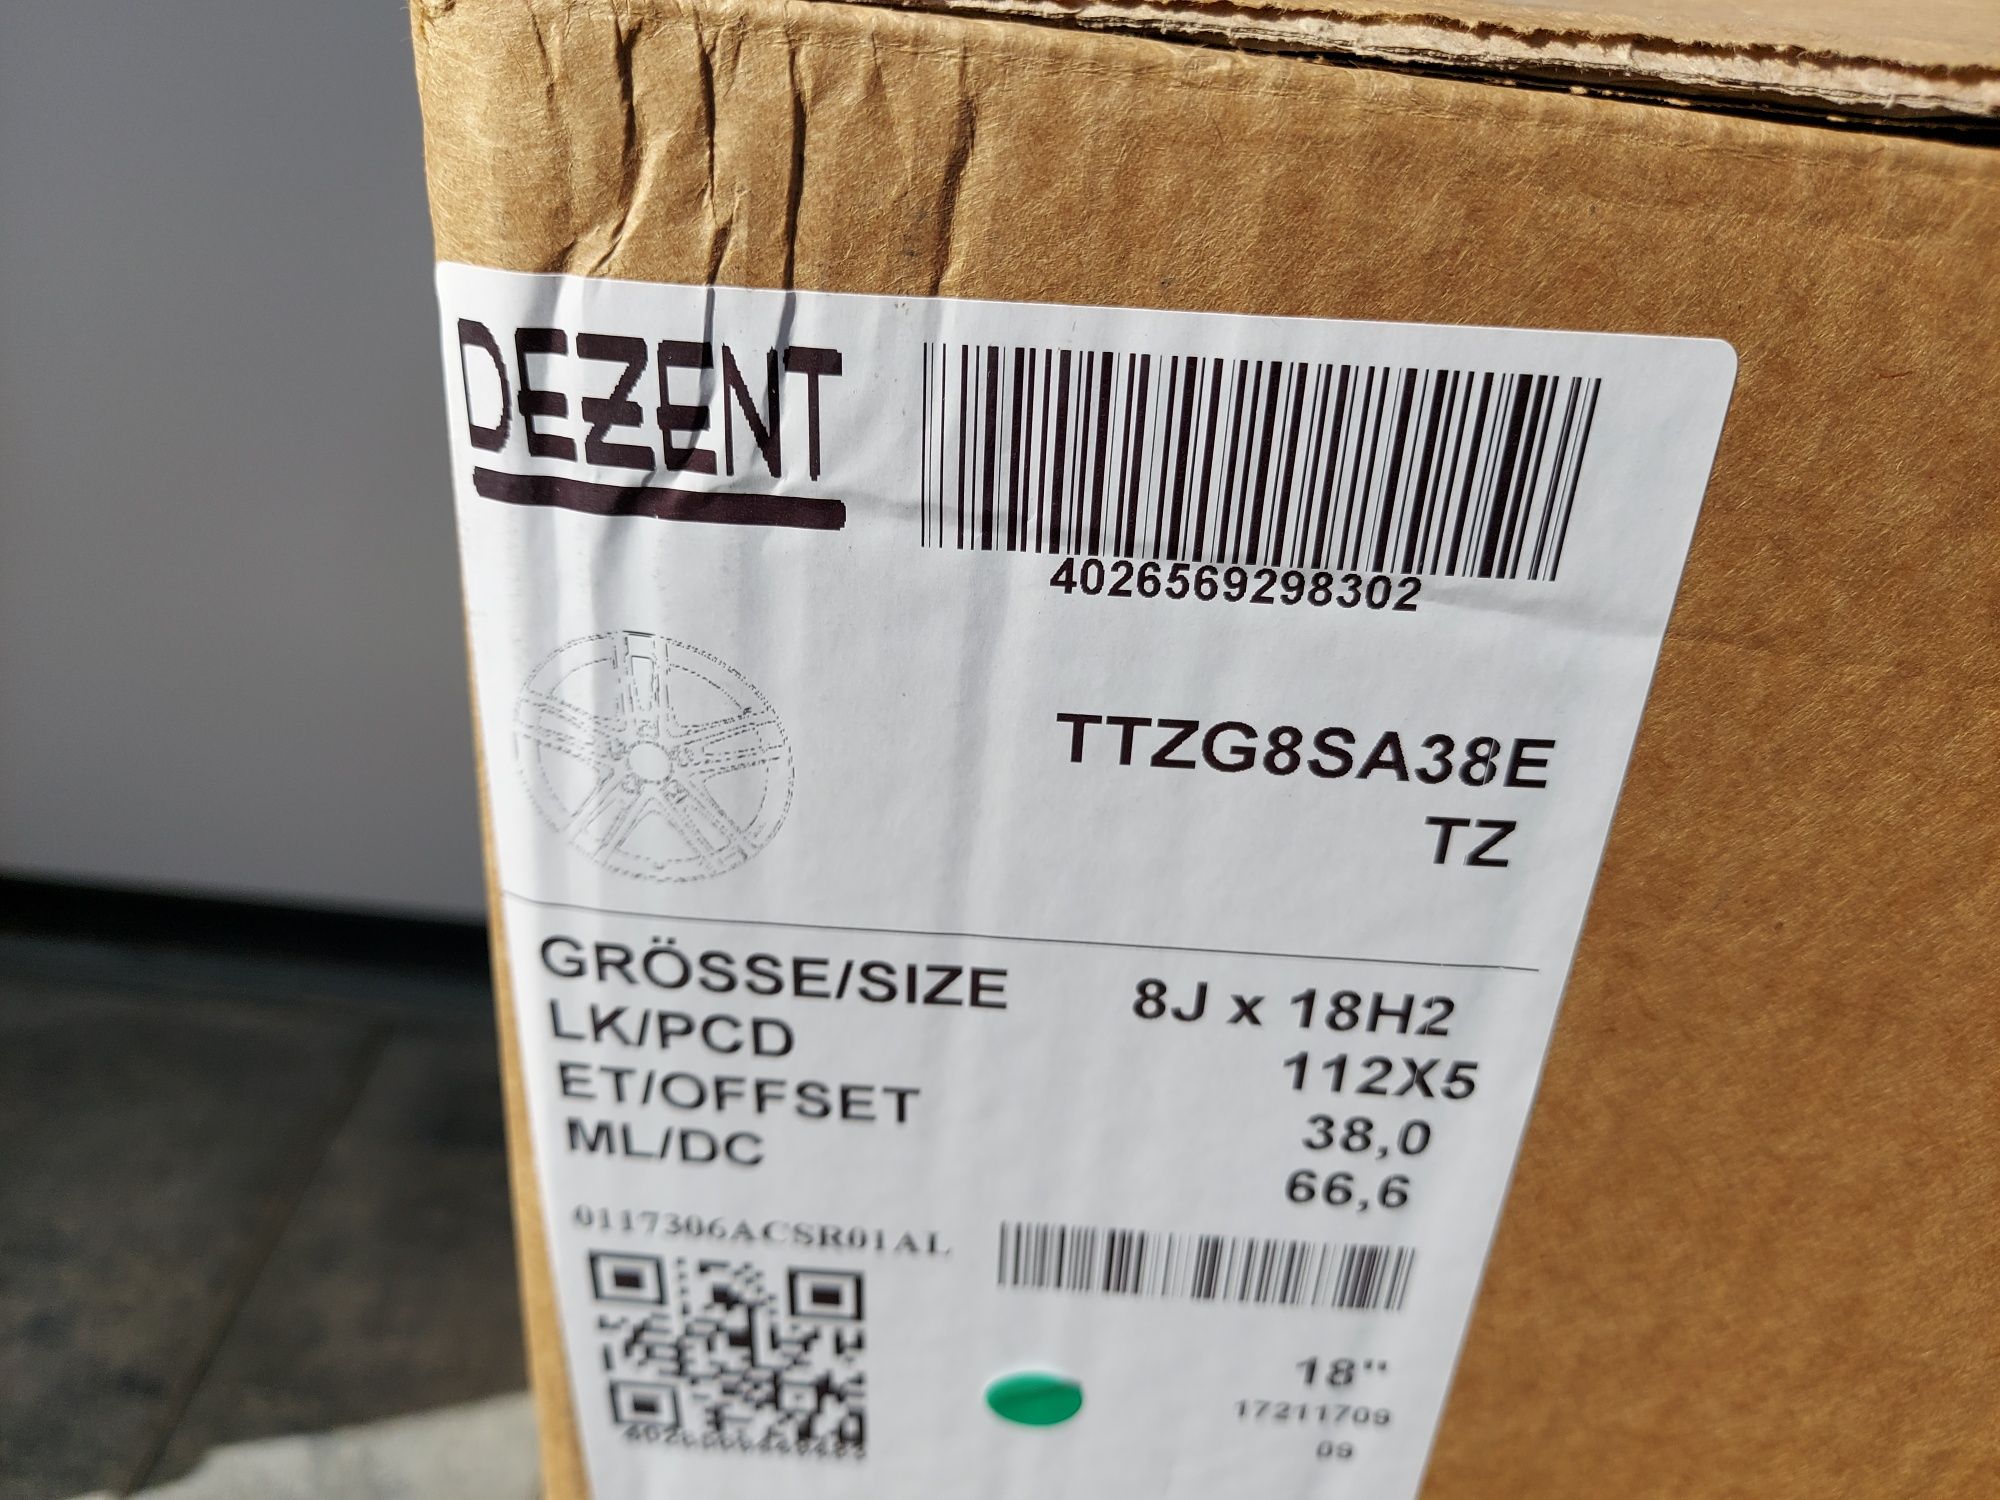 DEZENT
4026569298302
TTZG8SA38E
TZ
GRÖSSE/SIZE 8J x 18H2
LK/PCD 112X5
ET/OFFSET 38,0
ML/DC 66,6
0117306ACSR01AL
18"
17211709
09